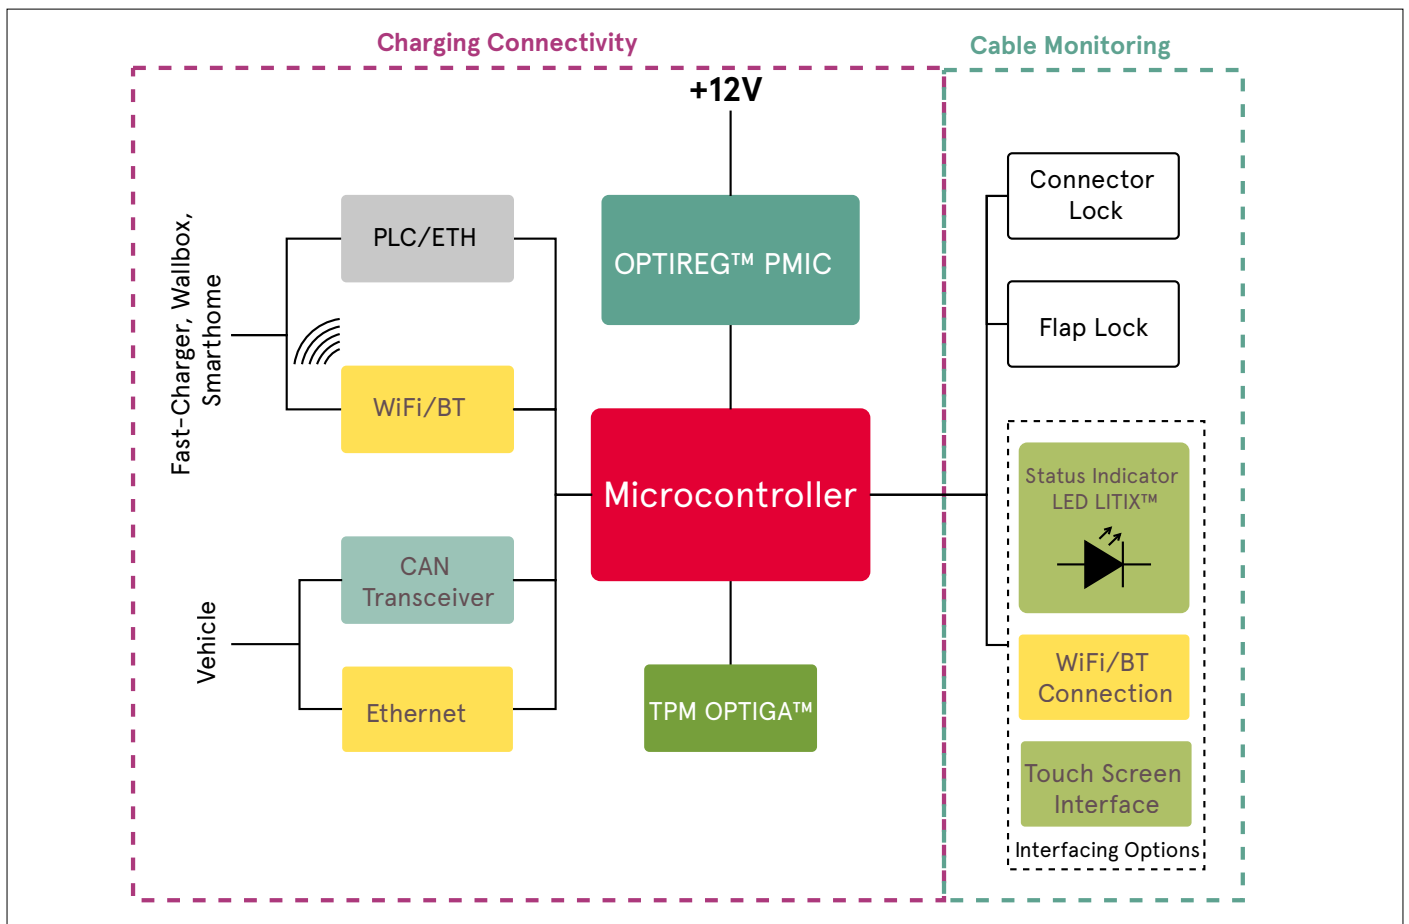 Charging Connectivity
Cable Monitoring
+12V
Fast-Charger, Wallbox,
Smarthome
PLC/ETH
WiFi/BT
Vehicle
CAN
Transceiver
Ethernet
OPTIREG™ PMIC
Microcontroller
TPM OPTIGA™
Connector
Lock
Flap Lock
Status Indicator
LED LITIX™
WiFi/BT
Connection
Touch Screen
Interface
Interfacing Options